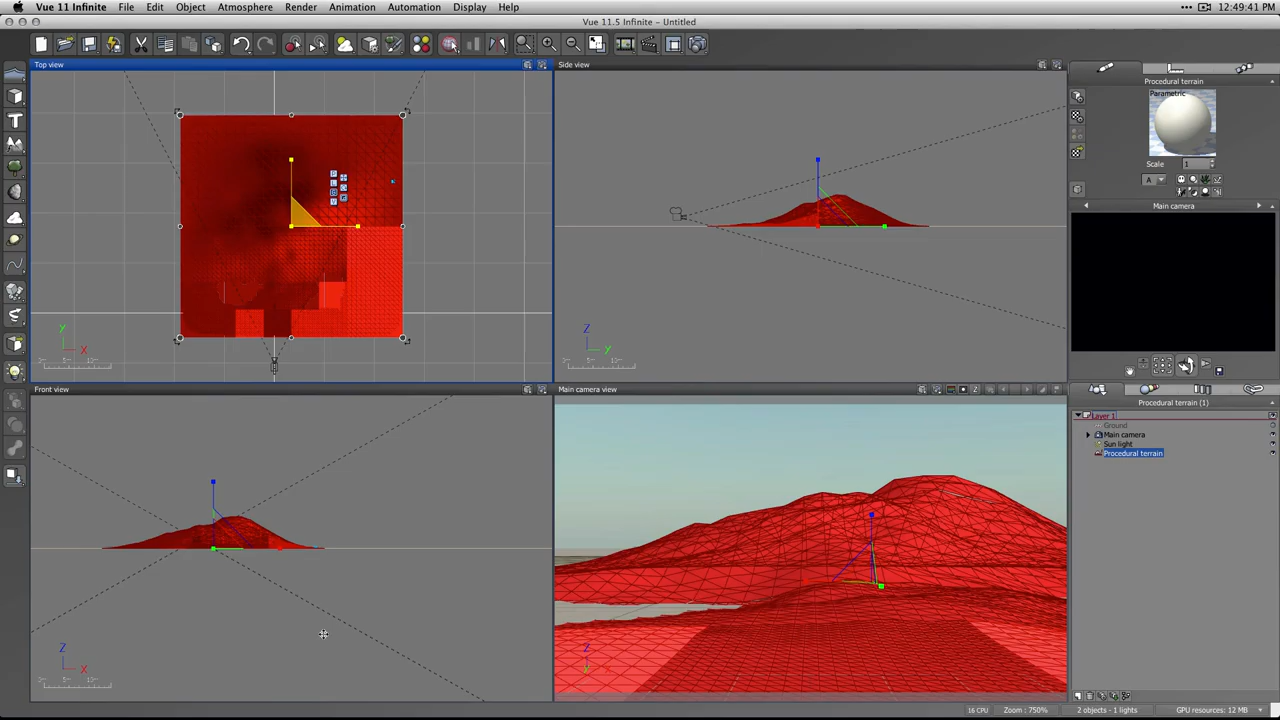 Vue 11 Infinite File Edit Object Atmosphere Render Animation Automation Display Help 12:49:41 PM
Vue 11.5 Infinite - Untitled
Top view
Side view
Procedural terrain
Parametric
Scale 1
A
Main camera
P
L
V
Y
X
Z
Y
Front view
Main camera view
Z
Procedural terrain (1)
Layer 1
Ground
Main camera
Sun light
Procedural terrain
Z
X
Z
16 CPU Zoom : 750% 2 objects - 1 lights GPU resources: 12 MB